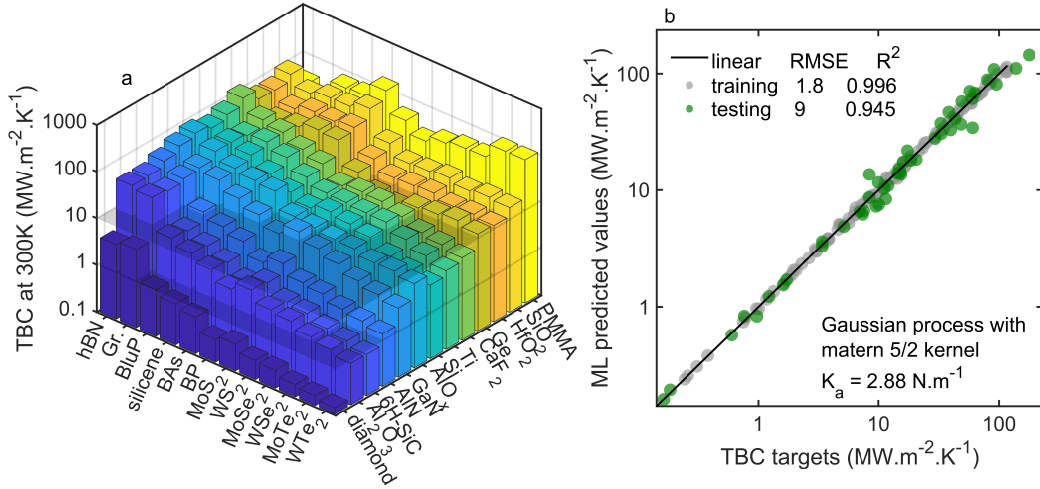 a
TBC at 300K (MW.m⁻².K⁻¹)
1000
100
10
1
0.1
hBN
Gr.
BluP
silicene
BAs
BP
MoS₂
WS₂
MoSe₂
WSe₂
MoTe₂
WTe₂
diamond
Al₂O₃
6H-SiC
AlN
GaN
AlOₓ
Si
Ti
CaF₂
Ge
HfO₂
SiO₂
PMMA
b
ML predicted values (MW.m⁻².K⁻¹)
100
10
1
linear RMSE R²
training 1.8 0.996
testing 9 0.945
Gaussian process with
matern 5/2 kernel
Kₐ = 2.88 N.m⁻¹
1 10 100
TBC targets (MW.m⁻².K⁻¹)